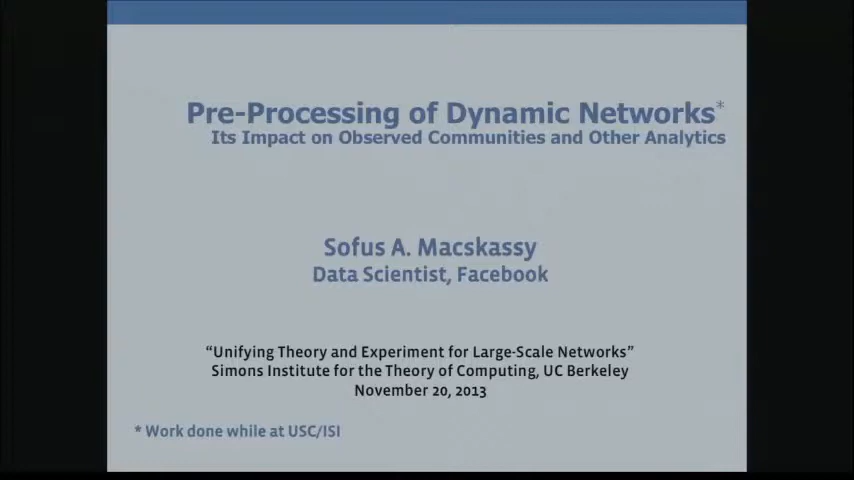 Pre-Processing of Dynamic Networks*
Its Impact on Observed Communities and Other Analytics
Sofus A. Macskassy
Data Scientist, Facebook
“Unifying Theory and Experiment for Large-Scale Networks”
Simons Institute for the Theory of Computing, UC Berkeley
November 20, 2013
* Work done while at USC/ISI